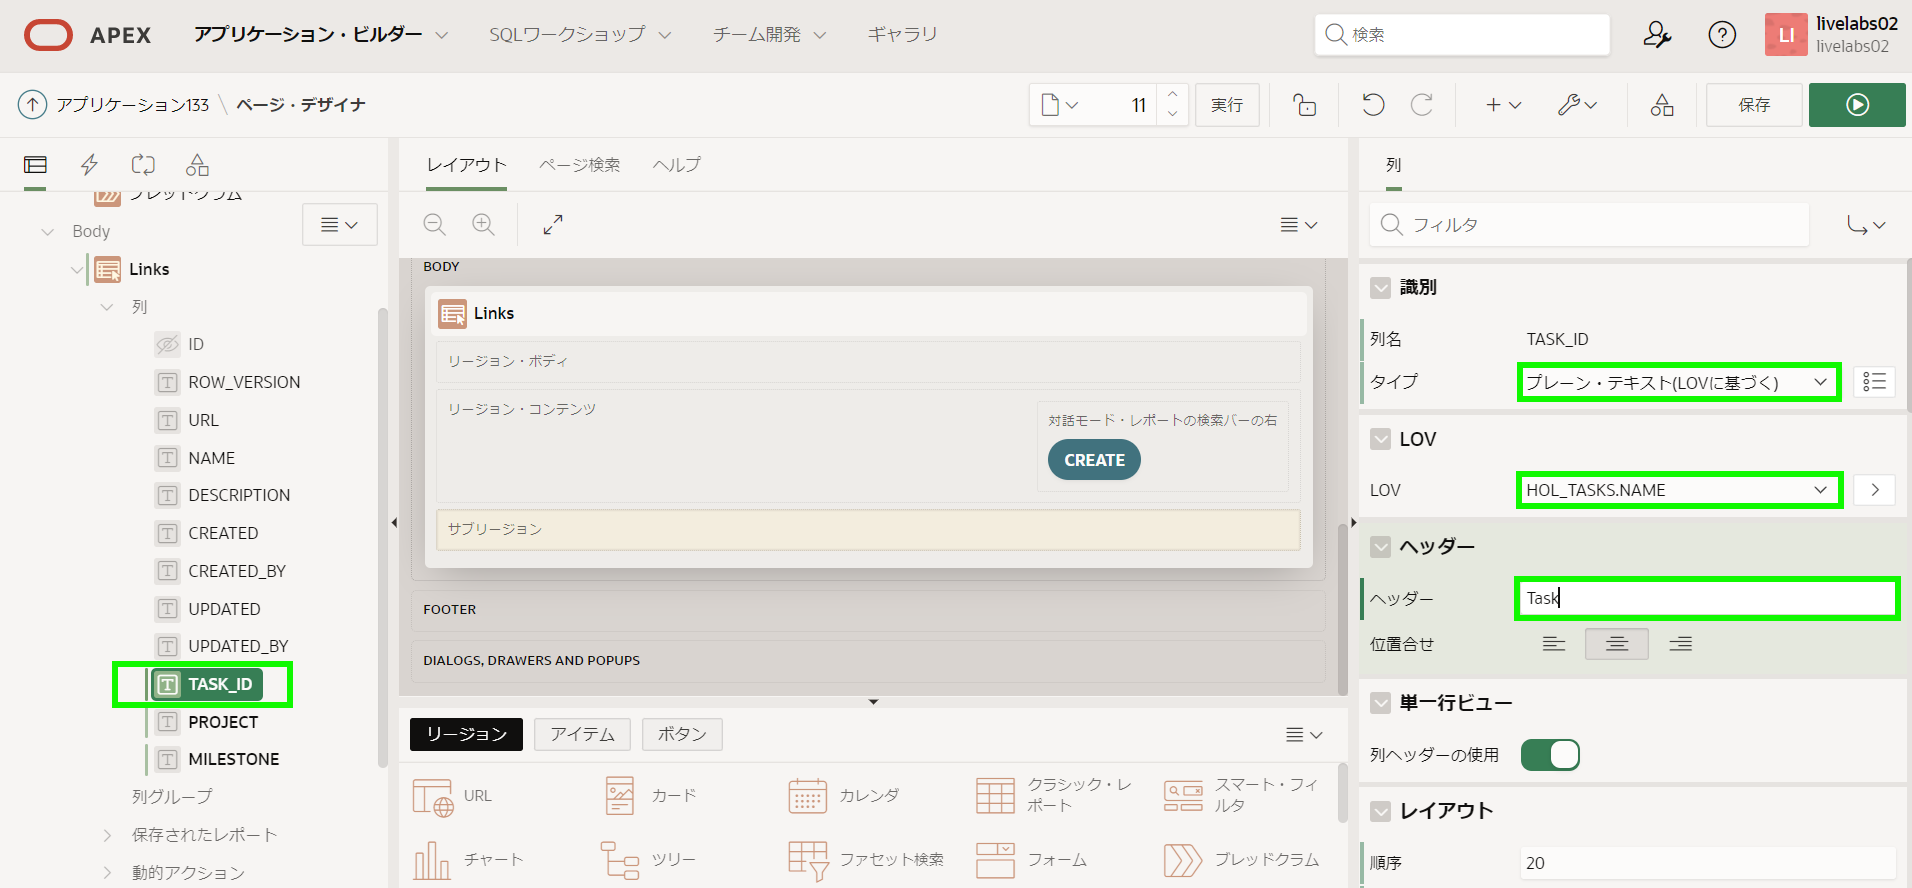 APEX アプリケーション・ビルダー SQLワークショップ チーム開発 ギャラリ 検索 LI livelabs02
livelabs02
アプリケーション133 \ ページ・デザイナ 11 実行 保存
ブレッドクラム
Body
Links
列
ID
ROW_VERSION
URL
NAME
DESCRIPTION
CREATED
CREATED_BY
UPDATED
UPDATED_BY
TASK_ID
PROJECT
MILESTONE
列グループ
保存されたレポート
動的アクション
レイアウト ページ検索 ヘルプ
BODY
Links
リージョン・ボディ
リージョン・コンテンツ
対話モード・レポートの検索バーの右
CREATE
サブリージョン
FOOTER
DIALOGS, DRAWERS AND POPUPS
リージョン アイテム ボタン
URL カード カレンダ クラシック・レ
ポート スマート・フィ
ルタ
チャート ツリー ファセット検索 フォーム ブレッドクラム
列
フィルタ
識別
列名 TASK_ID
タイプ プレーン・テキスト(LOVに基づく)
LOV
LOV HOL_TASKS.NAME
ヘッダー
ヘッダー Task
位置合せ
単一行ビュー
列ヘッダーの使用
レイアウト
順序 20